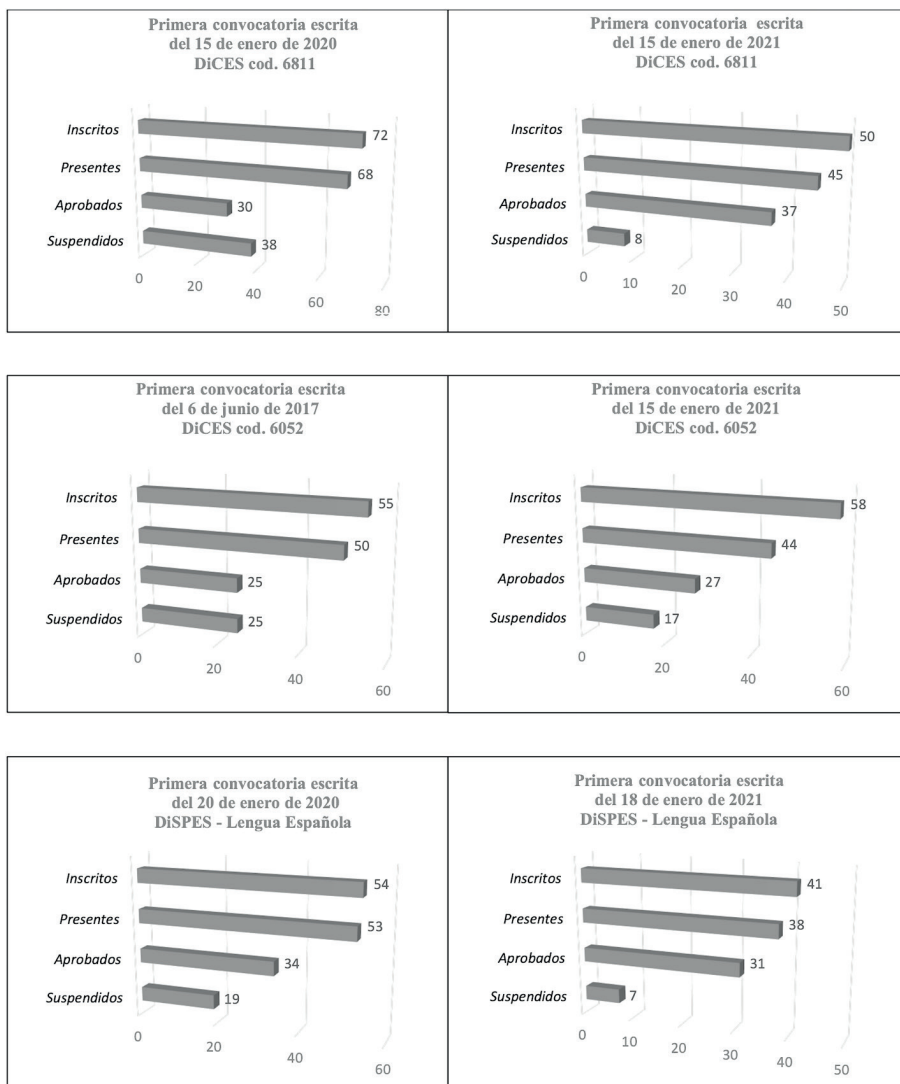 Primera convocatoria escrita
del 15 de enero de 2020
DiCES cod. 6811
Inscritos
72
Presentes
68
Aprobados
30
Suspendidos
38
0
20
40
60
80
Primera convocatoria escrita
del 15 de enero de 2021
DiCES cod. 6811
Inscritos
50
Presentes
45
Aprobados
37
Suspendidos
8
0
10
20
30
40
50
Primera convocatoria escrita
del 6 de junio de 2017
DiCES cod. 6052
Inscritos
55
Presentes
50
Aprobados
25
Suspendidos
25
0
20
40
60
Primera convocatoria escrita
del 15 de enero de 2021
DiCES cod. 6052
Inscritos
58
Presentes
44
Aprobados
27
Suspendidos
17
0
20
40
60
Primera convocatoria escrita
del 20 de enero de 2020
DiSPES - Lengua Española
Inscritos
54
Presentes
53
Aprobados
34
Suspendidos
19
0
20
40
60
Primera convocatoria escrita
del 18 de enero de 2021
DiSPES - Lengua Española
Inscritos
41
Presentes
38
Aprobados
31
Suspendidos
7
0
10
20
30
40
50